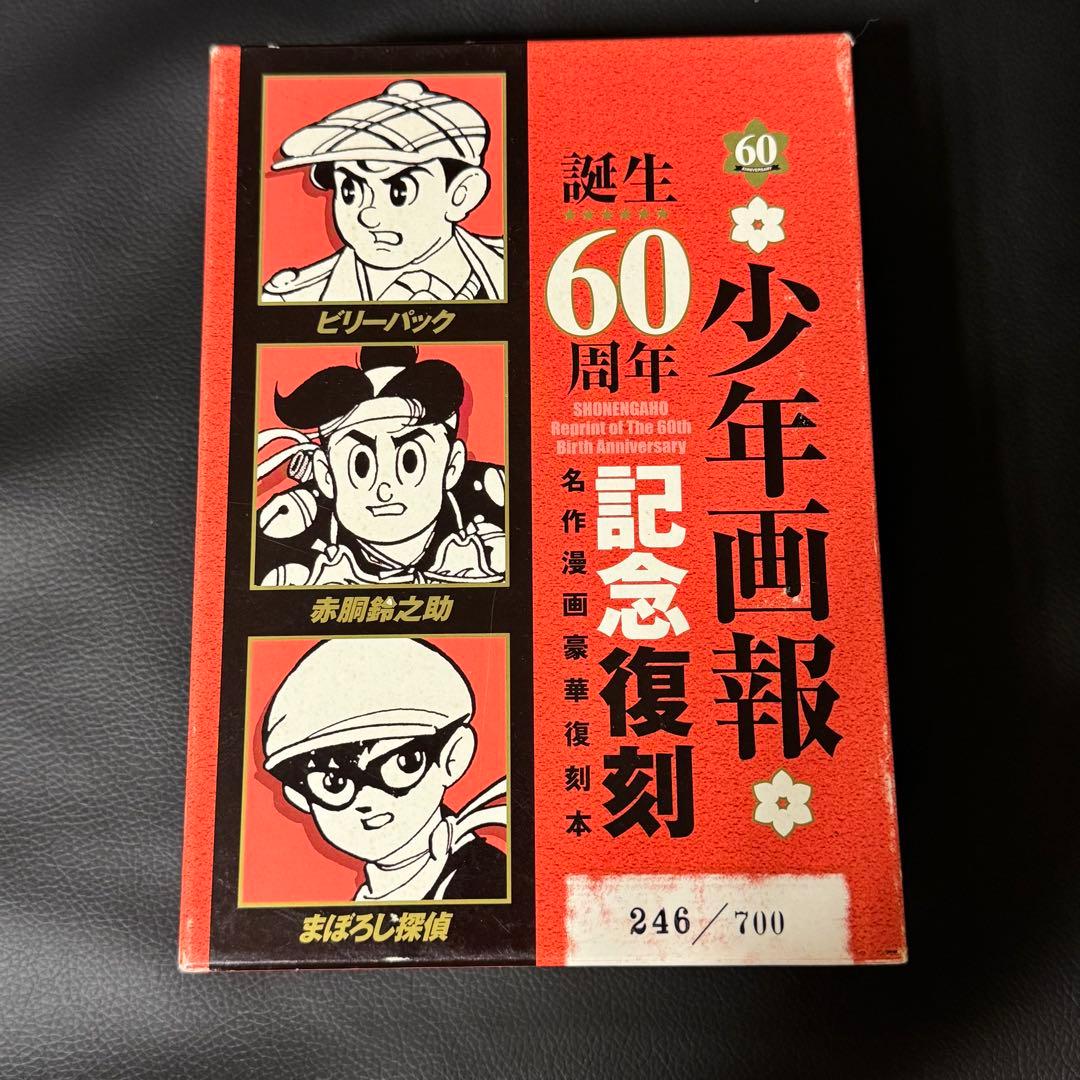 60
ANNIVERSARY
少年画報
誕生
60
周年
SHONENGAHO
Reprint of The 60th
Birth Anniversary
記念復刻
名作漫画豪華復刻本
ビリーパック
赤胴鈴之助
まぼろし探偵
246/700